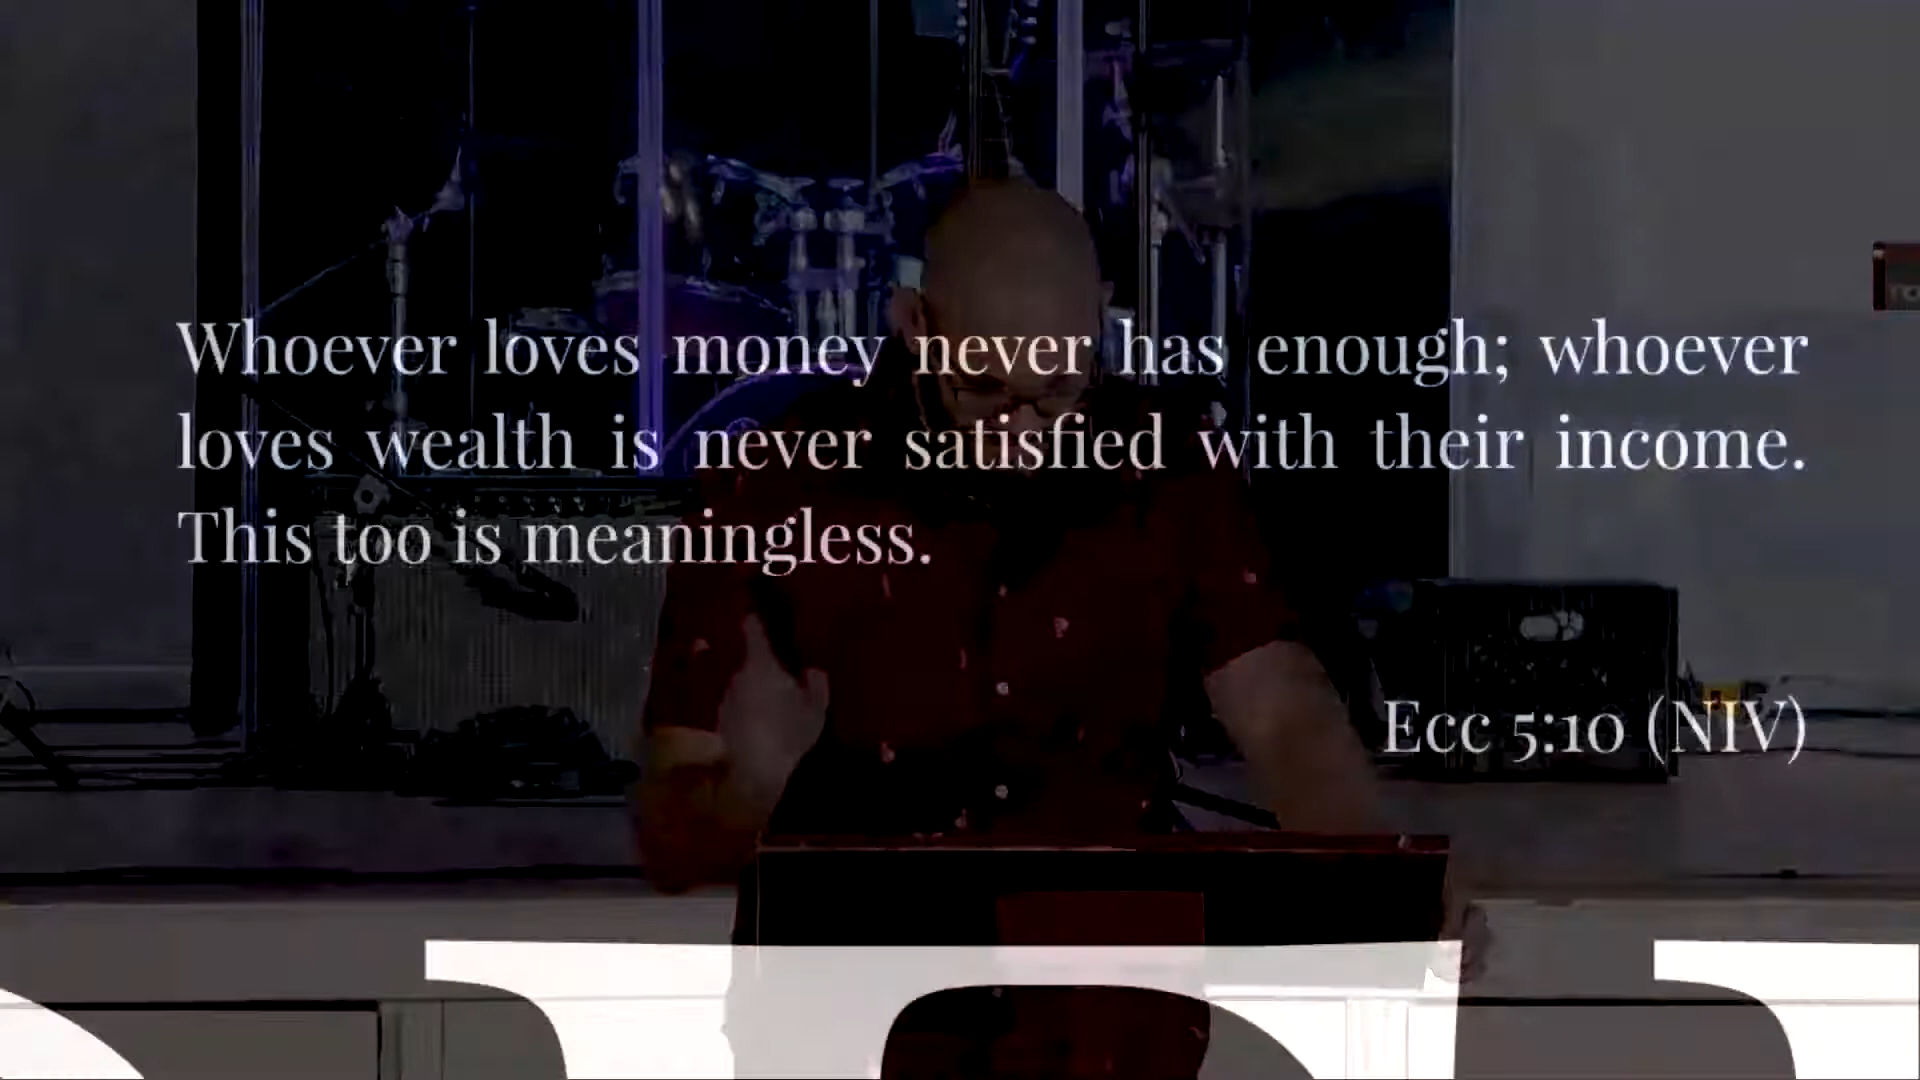 Whoever loves money never has enough; whoever
loves wealth is never satisfied with their income.
This too is meaningless.
Ecc 5:10 (NIV)